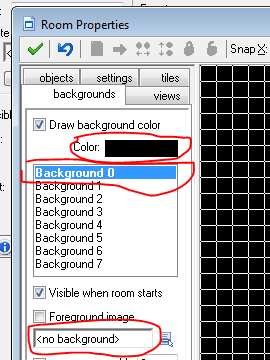 Room Properties
Snap X:
objects settings tiles
backgrounds views
Draw background color
Color:
Background 0
Background 1
Background 2
Background 3
Background 4
Background 5
Background 6
Background 7
Visible when room starts
Foreground image
<no background>